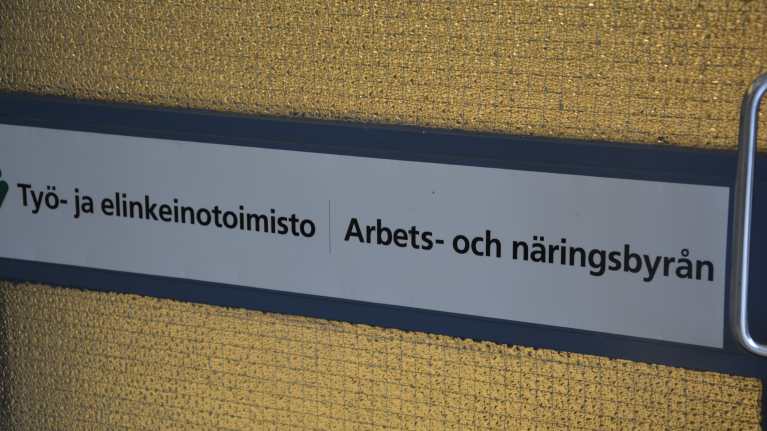 Työ- ja elinkeinotoimisto
Arbets- och näringsbyrån